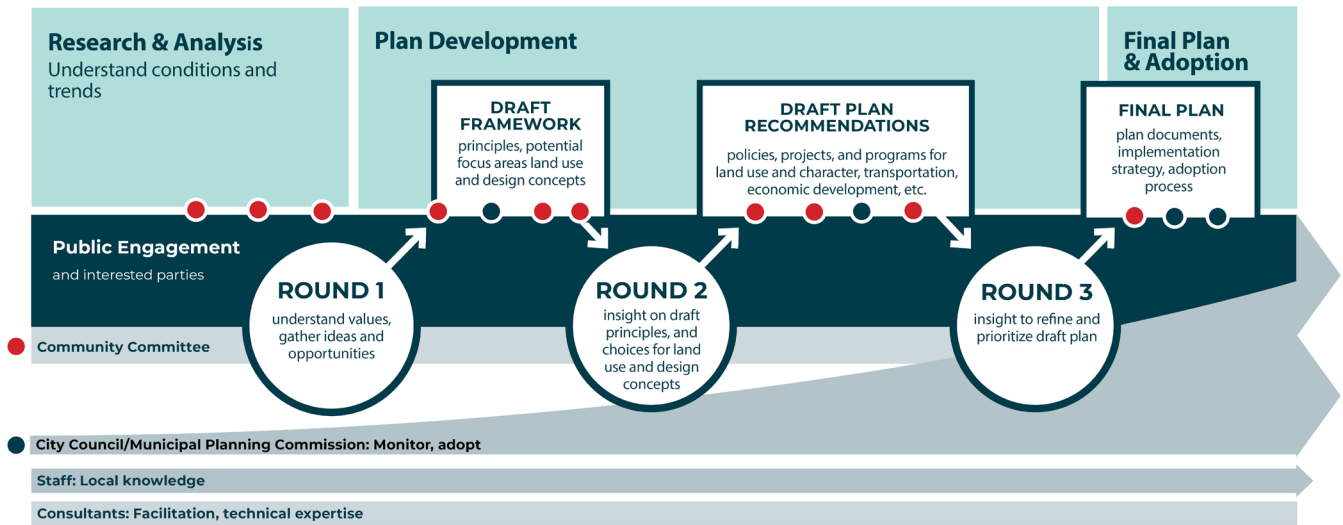 Research & Analysis
Understand conditions and
trends
Plan Development
Final Plan
& Adoption
DRAFT
FRAMEWORK
principles, potential
focus areas land use
and design concepts
DRAFT PLAN
RECOMMENDATIONS
policies, projects, and programs for
land use and character, transportation,
economic development, etc.
FINAL PLAN
plan documents,
implementation
strategy, adoption
process
Public Engagement
and interested parties
ROUND 1
understand values,
gather ideas and
opportunities
ROUND 2
insight on draft
principles, and
choices for land
use and design
concepts
ROUND 3
insight to refine and
prioritize draft plan
Community Committee
City Council/Municipal Planning Commission: Monitor, adopt
Staff: Local knowledge
Consultants: Facilitation, technical expertise